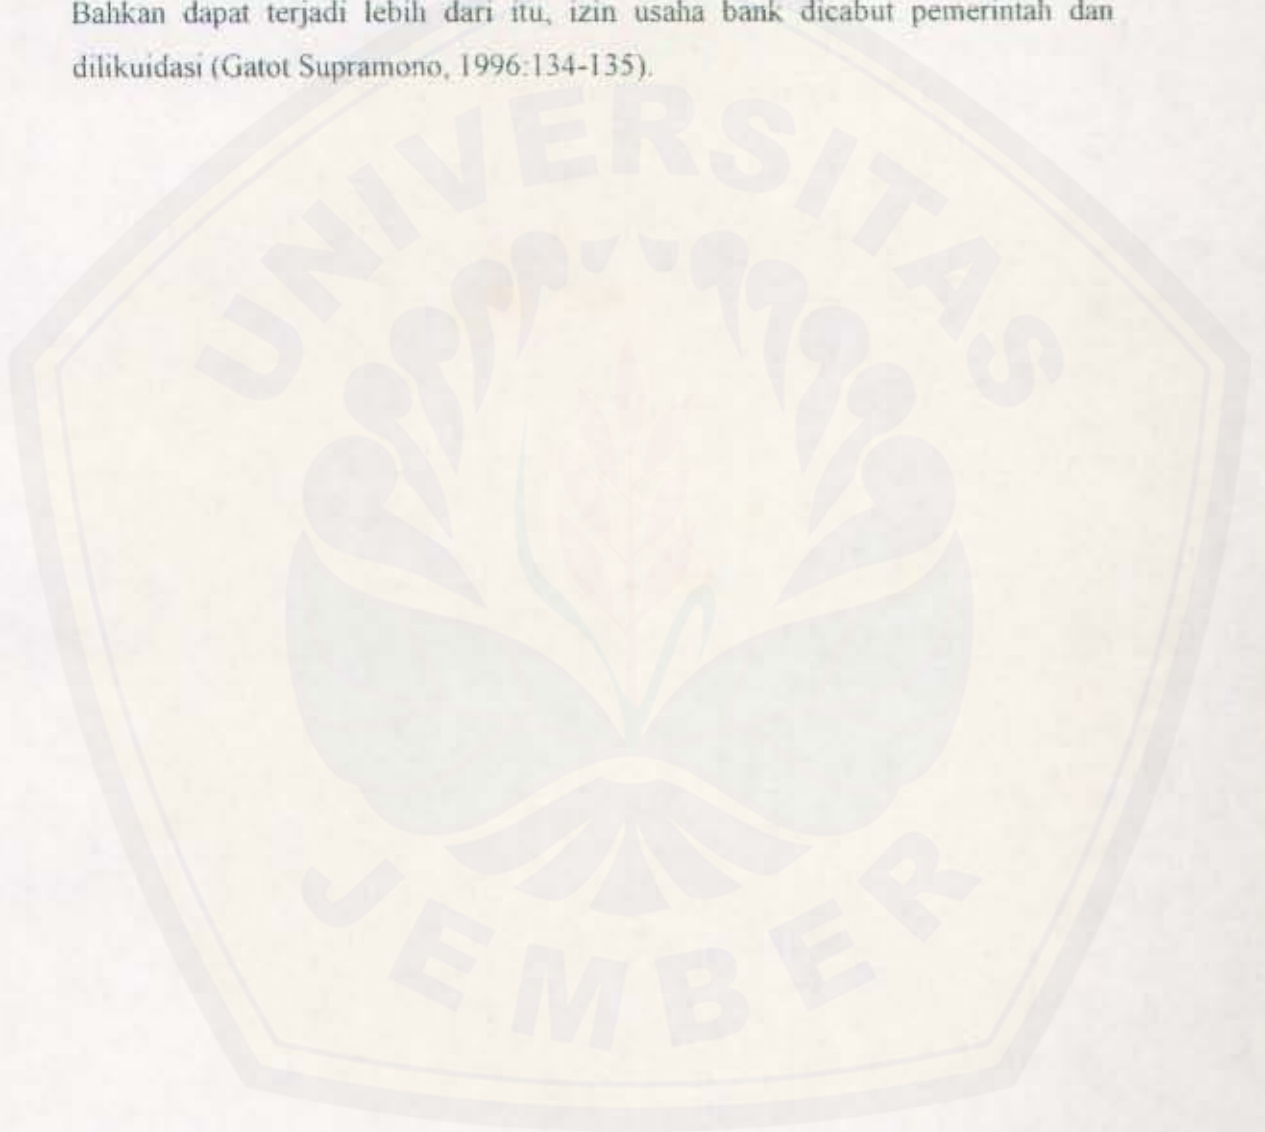 Bahkan dapat terjadi lebih dari itu, izin usaha bank dicabut pemerintah dan
dilikuidasi (Gatot Supramono, 1996:134-135).
UNIVERSITAS
JEMBER